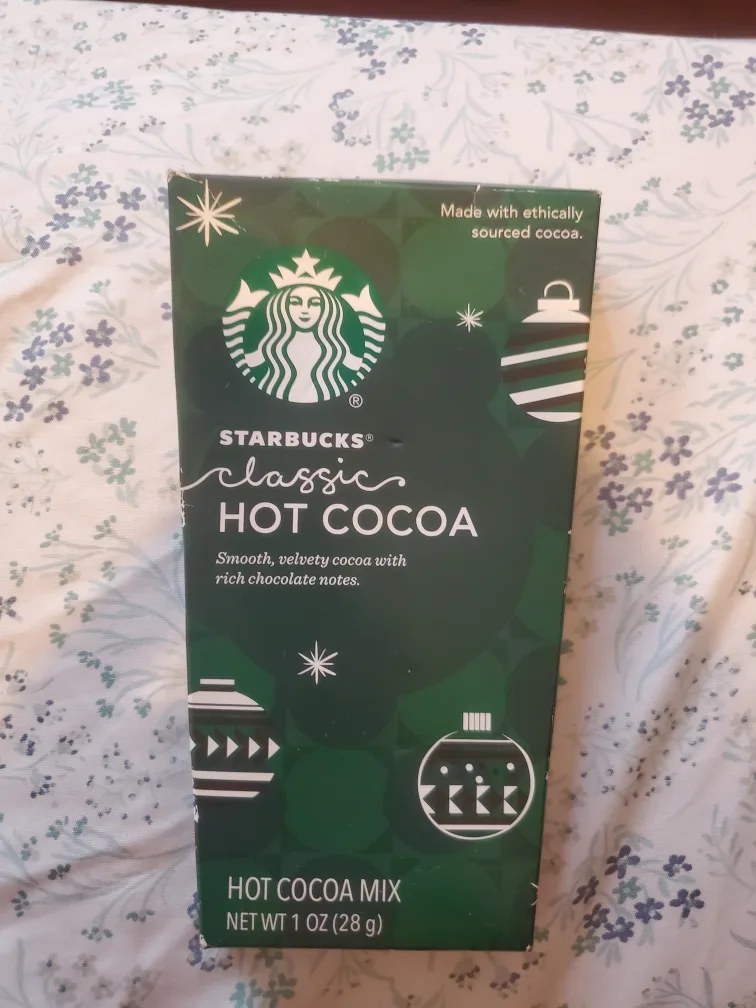 Made with ethically
sourced cocoa.
®
STARBUCKS®
classic
HOT COCOA
Smooth, velvety cocoa with
rich chocolate notes.
HOT COCOA MIX
NET WT 1 OZ (28 g)